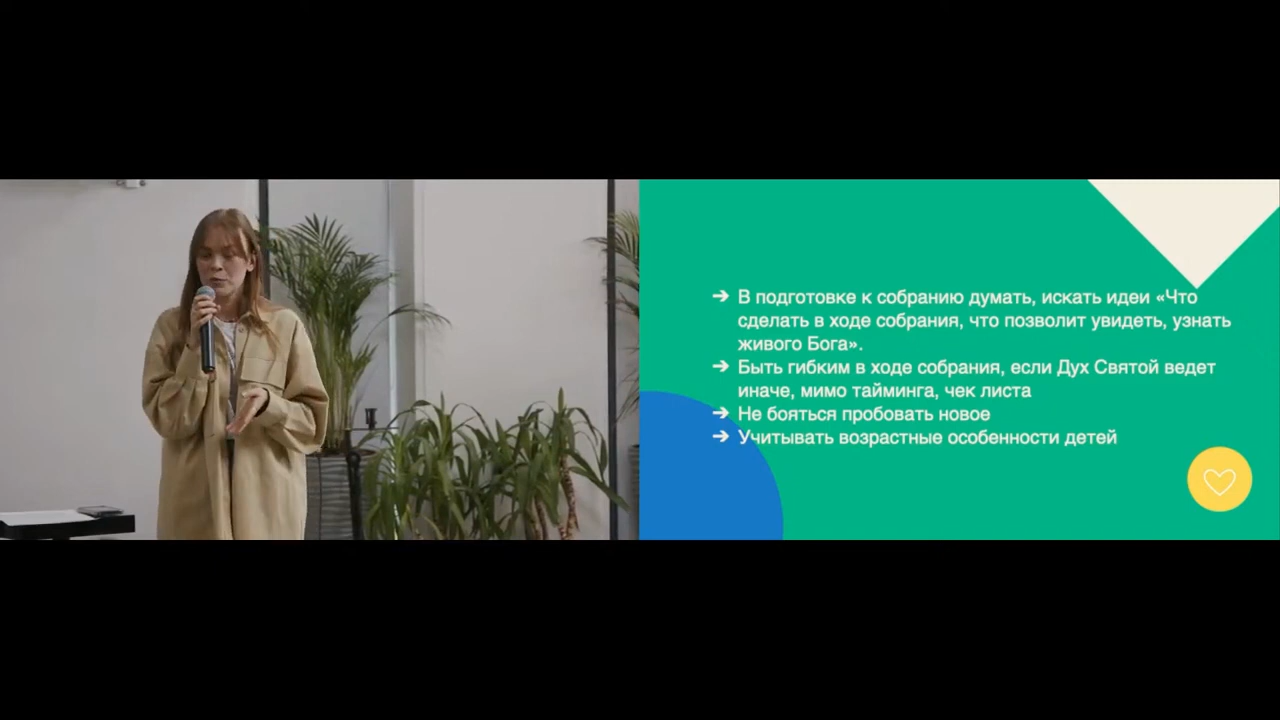 ➔ В подготовке к собранию думать, искать идеи «Что
сделать в ходе собрания, что позволит увидеть, узнать
живого Бога».
➔ Быть гибким в ходе собрания, если Дух Святой ведет
иначе, мимо тайминга, чек листа
➔ Не бояться пробовать новое
➔ Учитывать возрастные особенности детей